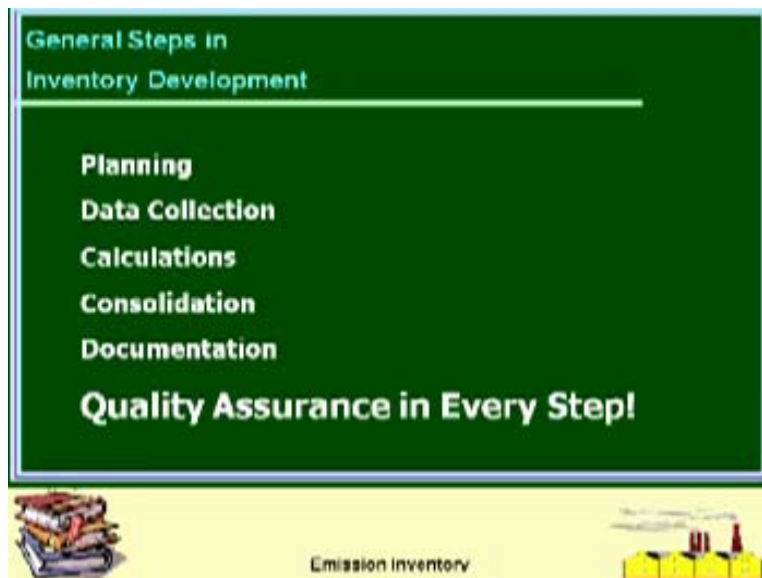 General Steps in
Inventory Development
Planning
Data Collection
Calculations
Consolidation
Documentation
Quality Assurance in Every Step!
Emission Inventory